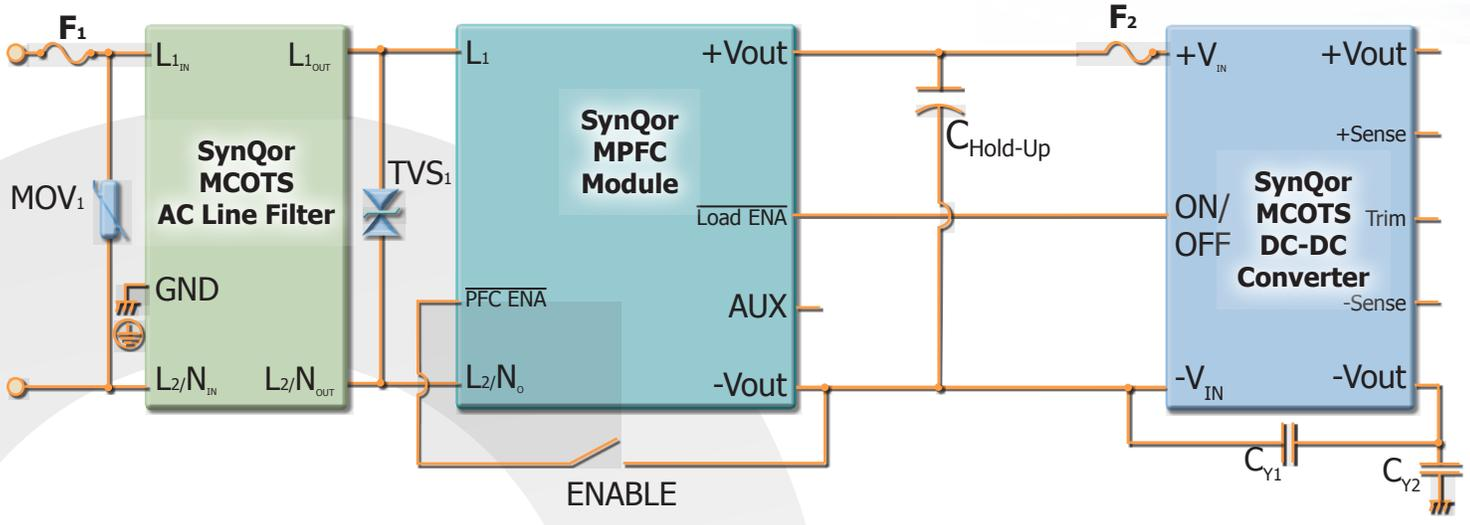 F1
F2
L1IN
L1OUT
L1
+Vout
+VIN
+Vout
SynQor
MCOTS
AC Line Filter
SynQor
MPFC
Module
CHold-Up
+Sense
MOV1
TVS1
Load ENA
ON/
OFF
SynQor
MCOTS
DC-DC
Converter
Trim
GND
PFC ENA
AUX
-Sense
L2/NIN
L2/NOUT
L2/NO
-Vout
-VIN
-Vout
ENABLE
CY1
CY2